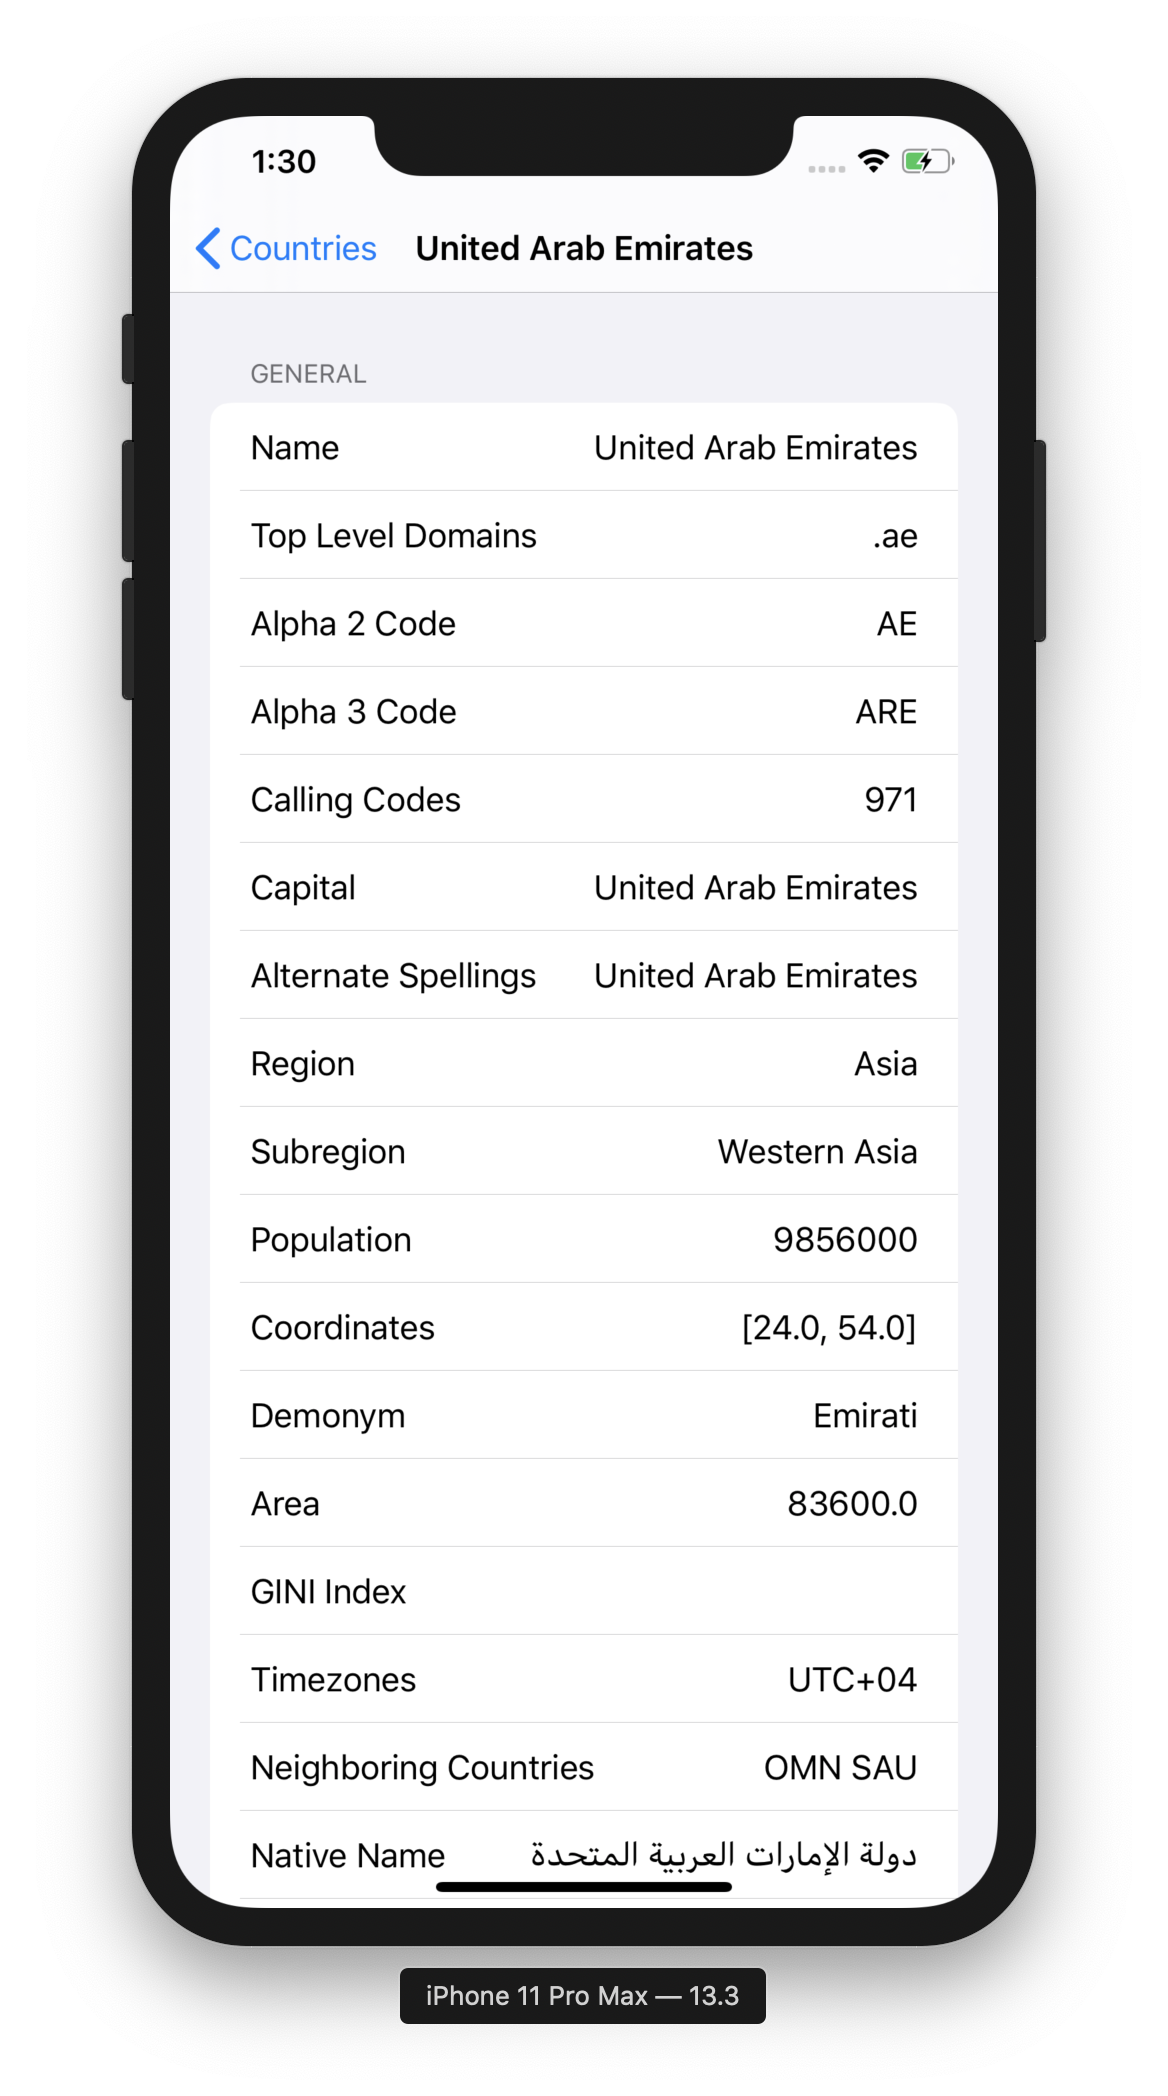 1:30
Countries United Arab Emirates
GENERAL
Name United Arab Emirates
Top Level Domains .ae
Alpha 2 Code AE
Alpha 3 Code ARE
Calling Codes 971
Capital United Arab Emirates
Alternate Spellings United Arab Emirates
Region Asia
Subregion Western Asia
Population 9856000
Coordinates [24.0, 54.0]
Demonym Emirati
Area 83600.0
GINI Index
Timezones UTC+04
Neighboring Countries OMN SAU
Native Name دولة الإمارات العربية المتحدة
iPhone 11 Pro Max — 13.3